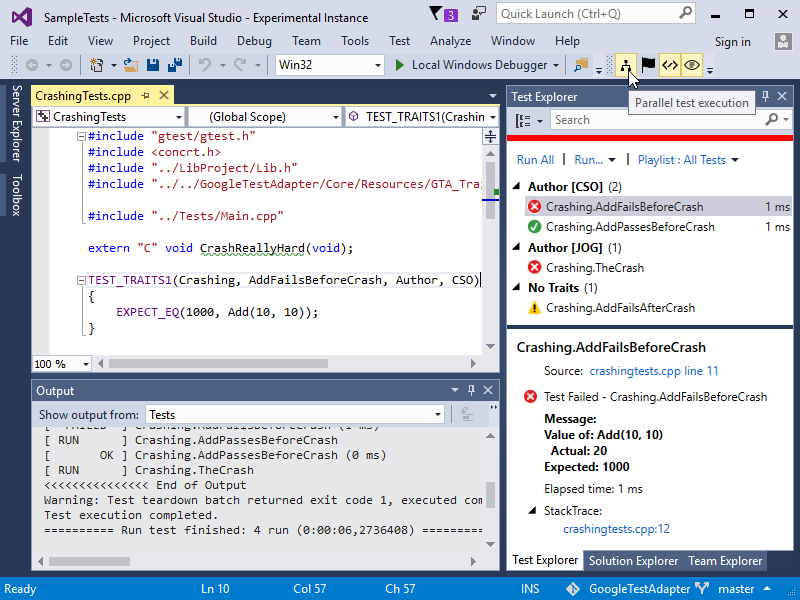 SampleTests - Microsoft Visual Studio - Experimental Instance
3
Quick Launch (Ctrl+Q)
File Edit View Project Build Debug Team Tools Test Analyze Window Help Sign in
Win32 Local Windows Debugger
Parallel test execution
Server Explorer
Toolbox
CrashingTests.cpp
CrashingTests (Global Scope) TEST_TRAITS1(Crashin
#include "gtest/gtest.h"
#include <concrt.h>
#include "../LibProject/Lib.h"
#include "../../GoogleTestAdapter/Core/Resources/GTA_Tra
#include "../Tests/Main.cpp"
extern "C" void CrashReallyHard(void);
TEST_TRAITS1(Crashing, AddFailsBeforeCrash, Author, CSO)
{
EXPECT_EQ(1000, Add(10, 10));
}
100 %
Output
Show output from: Tests
[ FAILED ] Crashing.AddFailsBeforeCrash (1 ms)
[ RUN ] Crashing.AddPassesBeforeCrash
[ OK ] Crashing.AddPassesBeforeCrash (0 ms)
[ RUN ] Crashing.TheCrash
<<<<<<<<<<<<<<< End of Output
Warning: Test teardown batch returned exit code 1, executed com
Test execution completed.
========== Run test finished: 4 run (0:00:06,2736408) =========
Test Explorer
Search
Run All | Run... | Playlist : All Tests
Author [CSO] (2)
Crashing.AddFailsBeforeCrash 1 ms
Crashing.AddPassesBeforeCrash 1 ms
Author [JOG] (1)
Crashing.TheCrash
No Traits (1)
Crashing.AddFailsAfterCrash
Crashing.AddFailsBeforeCrash
Source: crashingtests.cpp line 11
Test Failed - Crashing.AddFailsBeforeCrash
Message:
Value of: Add(10, 10)
Actual: 20
Expected: 1000
Elapsed time: 1 ms
StackTrace:
crashingtests.cpp:12
Test Explorer Solution Explorer Team Explorer
Ready Ln 10 Col 57 Ch 57 INS GoogleTestAdapter master